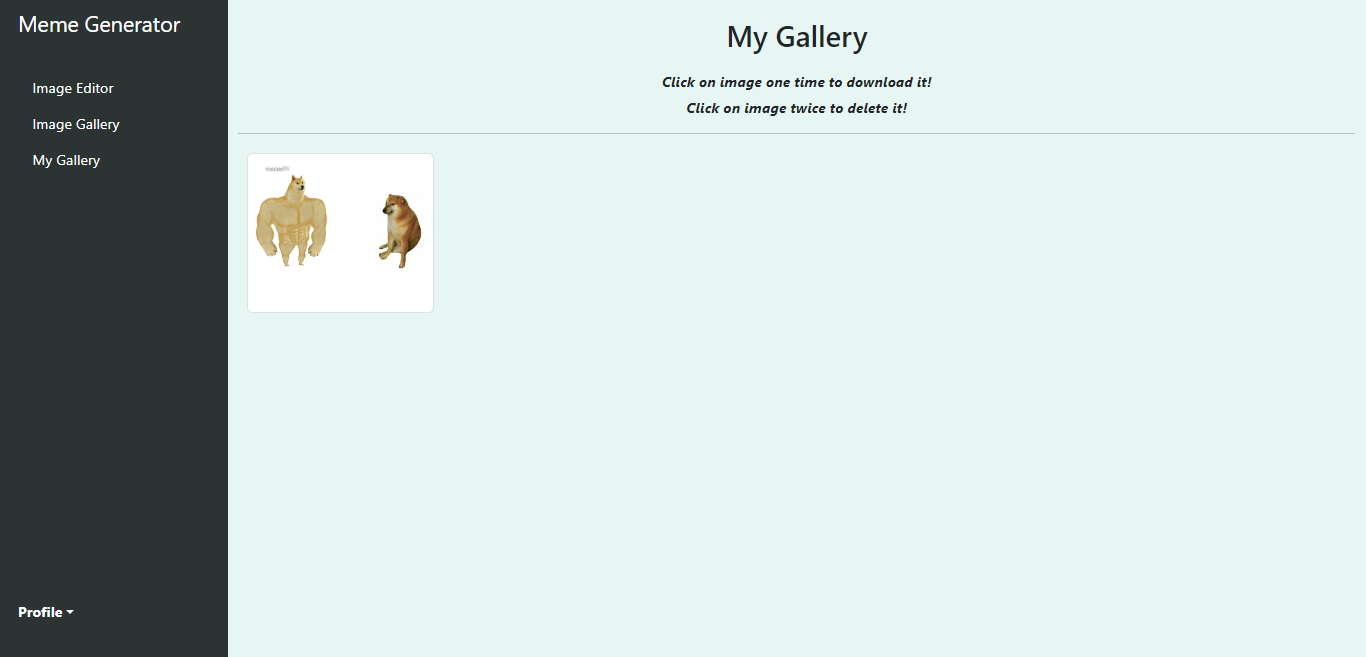 Meme Generator
Image Editor
Image Gallery
My Gallery
Profile
My Gallery
Click on image one time to download it!
Click on image twice to delete it!